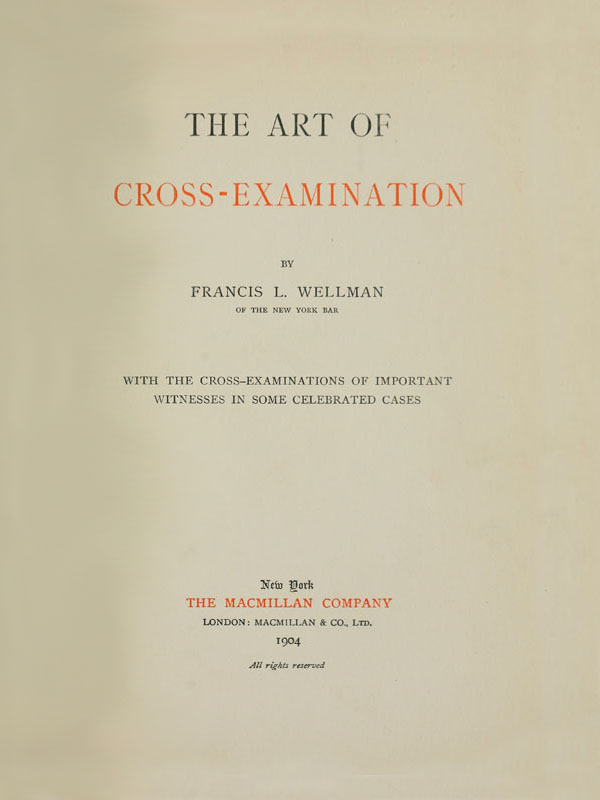 THE ART OF
CROSS-EXAMINATION
BY
FRANCIS L. WELLMAN
OF THE NEW YORK BAR
WITH THE CROSS-EXAMINATIONS OF IMPORTANT
WITNESSES IN SOME CELEBRATED CASES
New York
THE MACMILLAN COMPANY
LONDON: MACMILLAN & CO., LTD.
1904
All rights reserved